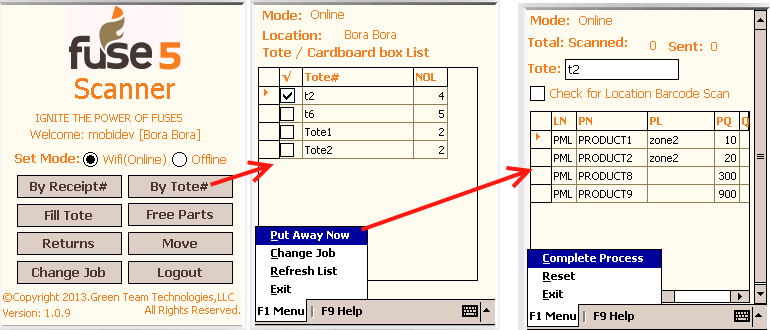 fuse 5
Scanner
IGNITE THE POWER OF FUSE5
Welcome: mobidev [Bora Bora]
Set Mode: Wifi(Online) Offline
By Receipt# By Tote#
Fill Tote Free Parts
Returns Move
Change Job Logout
©Copyright 2013.Green Team Technologies,LLC
Version: 1.0.9 All Rights Reserved.
Mode: Online
Location: Bora Bora
Tote / Cardboard box List
√ Tote# NOL
t2 4
t6 5
Tote1 2
Tote2 2
Put Away Now
Change Job
Refresh List
Exit
F1 Menu F9 Help
Mode: Online
Total: Scanned: 0 Sent: 0
Tote: t2
Check for Location Barcode Scan
LN PN PL PQ Q
PML PRODUCT1 zone2 10
PML PRODUCT2 zone2 20
PML PRODUCT8 300
PML PRODUCT9 900
Complete Process
Reset
Exit
F1 Menu F9 Help